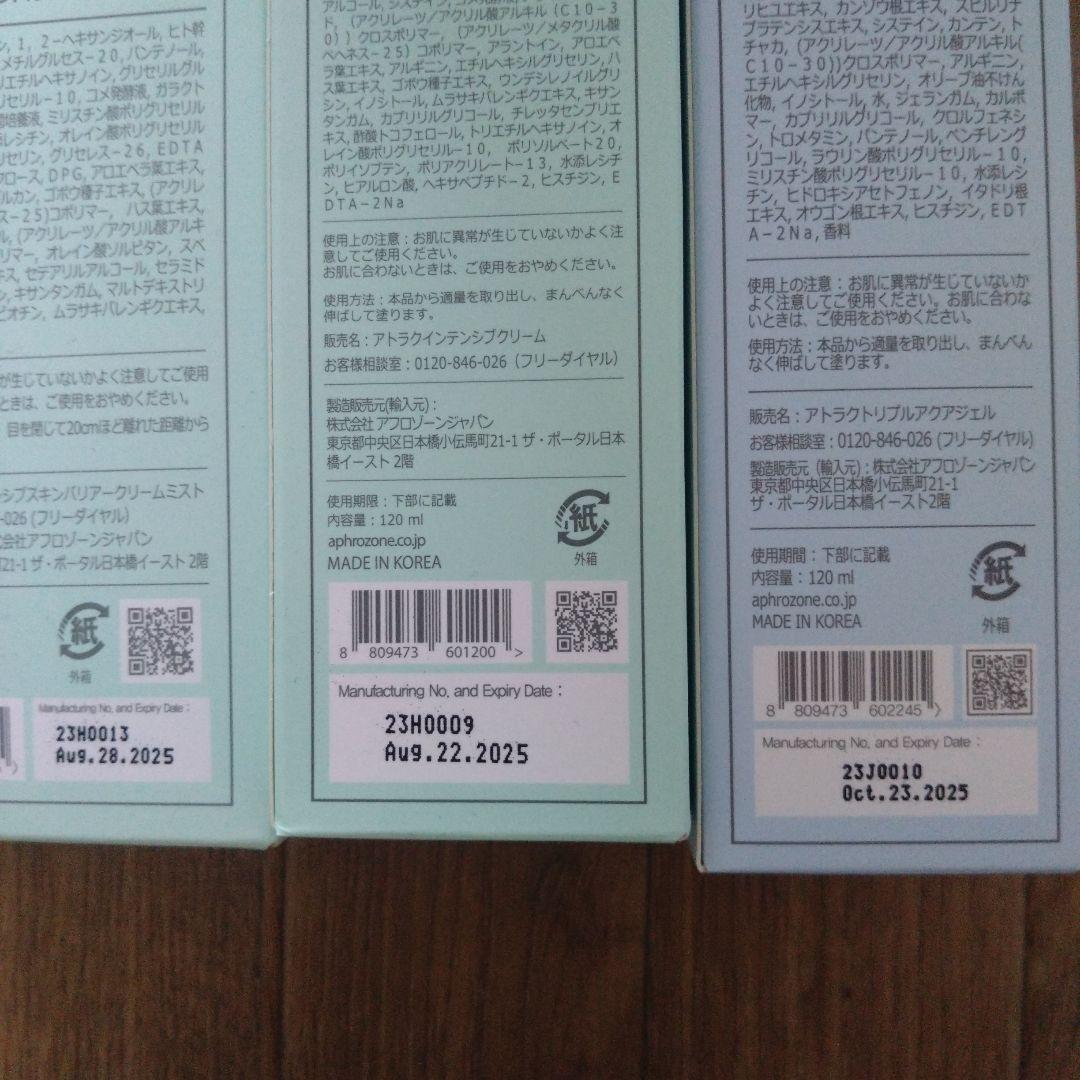 ン, 1, 2-ヘキサンジオール, ヒト幹
メチルグルセス-20, パンテノール,
リエチルヘキサノイン, グリセリルグル
リセリル-10, コメ発酵液, ガラクト
培養液, ミリスチン酸ポリグリセリル
レシチン, オレイン酸ポリグリセリル
セリン, グリセレス-26, EDTA
クロース, DPG, アロエベラ葉エキス,
ルカン, ゴボウ種子エキス, (アクリレ
ス-25)コポリマー, ハス葉エキス,
ル, (アクリレーツ/アクリル酸アルキ
リマー, オレイン酸ソルビタン, スペ
キス, セテアリルアルコール, セラミド
ン, キサンタンガム, マルトデキストリ
ビオチン, ムラサキバレンギクエキス,
が生じていないかよく注意してご使用
ときは、ご使用をおやめください。
目を閉じて20cmほど離れた距離から
シブスキンバリアークリームミスト
-026 (フリーダイヤル)
会社アフロゾーンジャパン
21-1 ザ・ポータル日本橋イースト 2階
紙
外箱
Manufacturing No, and Expiry Date :
23H0013
Aug.28.2025
ド, (アクリレーツ/アクリル酸アルキル (C10-3
0)) クロスポリマー, (アクリレーツ/メタクリル酸
ベヘネス-25) コポリマー, アラントイン, アロエベ
ラ葉エキス, アルギニン, エチルヘキシルグリセリン, ハ
ス葉エキス, ゴボウ種子エキス, ウンデシレノイルグリ
シン, イノシトール, ムラサキバレンギクエキス, キサン
タンガム, カプリリルグリコール, テレッタセンブリエ
キス, 酢酸トコフェロール, トリエチルヘキサノイン, オ
レイン酸ポリグリセリル-10, ポリソルベート20,
ポリイソブテン, ポリアクリレート-13, 水添レシチ
ン, ヒアルロン酸, ヘキサペプチド-2, ヒスチジン, E
DTA-2Na
使用上の注意 : お肌に異常が生じていないかよく注
意してご使用ください。
お肌に合わないときは、ご使用をおやめください。
使用方法 : 本品から適量を取り出し、まんべんなく
伸ばして塗ります。
販売名 : アトラクインテンシブクリーム
お客様相談室 : 0120-846-026 (フリーダイヤル)
製造販売元(輸入元) :
株式会社 アフロゾーンジャパン
東京都中央区日本橋小伝馬町21-1 ザ・ポータル日本
橋イースト 2階
使用期限 : 下部に記載
内容量 : 120 ml
aphrozone.co.jp
MADE IN KOREA
紙
外箱
8 809473 601200 >
Manufacturing No, and Expiry Date :
23H0009
Aug.22.2025
リヒユエキス, カンゾウ根エキス, スピルリナ
プラテンシスエキス, システイン, カンテン, ト
チャカ, (アクリレーツ/アクリル酸アルキル(
C10-30))クロスポリマー, アルギニン,
エチルヘキシルグリセリン, オリーブ油不けん
化物, イノシトール, 水, ジェランガム, カルボ
マー, カプリリルグリコール, クロルフェネシ
ン, トロメタミン, パンテノール, ペンチレング
リコール, ラウリン酸ポリグリセリル-10,
ミリスチン酸ポリグリセリル-10, 水添レシ
チン, ヒドロキシアセトフェノン, イタドリ根
エキス, オウゴン根エキス, ヒスチジン, EDT
A-2Na, 香料
使用上の注意 : お肌に異常が生じていないか
よく注意してご使用ください。お肌に合わな
いときは、ご使用をおやめください。
使用方法 : 本品から適量を取り出し、まんべん
なく伸ばして塗ります。
販売名 : アトラクトリプルアクアジェル
お客様相談室 : 0120-846-026 (フリーダイヤル)
製造販売元 (輸入元) : 株式会社アフロゾーンジャパン
東京都中央区日本橋小伝馬町21-1
ザ・ポータル日本橋イースト2階
使用期間 : 下部に記載
内容量 : 120 ml
aphrozone.co.jp
MADE IN KOREA
紙
外箱
8 809473 602245 >
Manufacturing No, and Expiry Date :
23J0010
Oct.23.2025